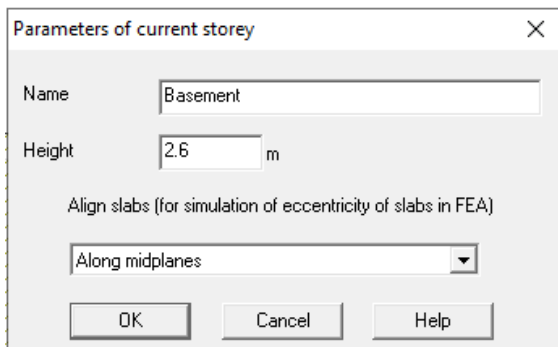 Parameters of current storey
Name Basement
Height 2.6 m
Align slabs (for simulation of eccentricity of slabs in FEA)
Along midplanes
OK Cancel Help